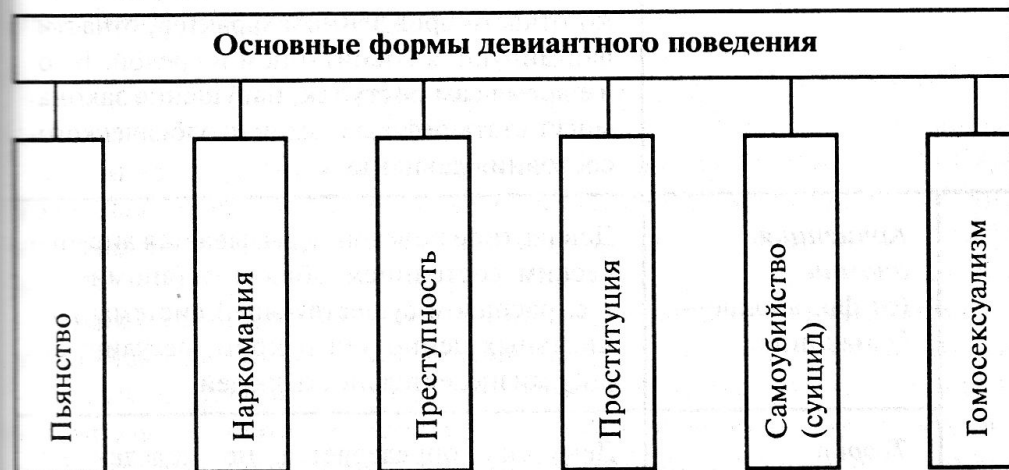 Основные формы девиантного поведения
Пьянство
Наркомания
Преступность
Проституция
Самоубийство
(суицид)
Гомосексуализм